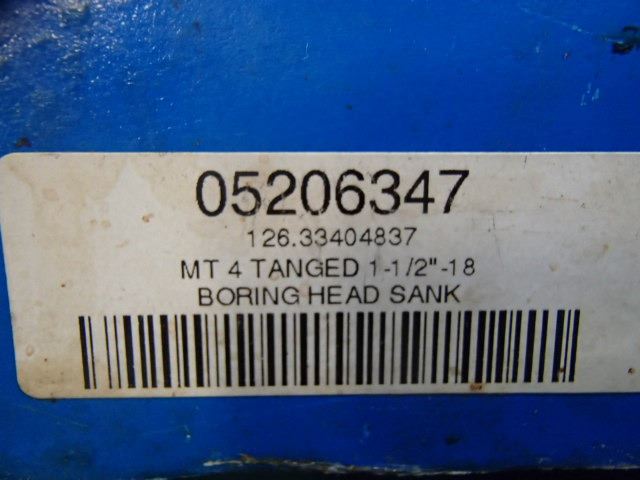 05206347
126.33404837
MT 4 TANGED 1-1/2"-18
BORING HEAD SANK